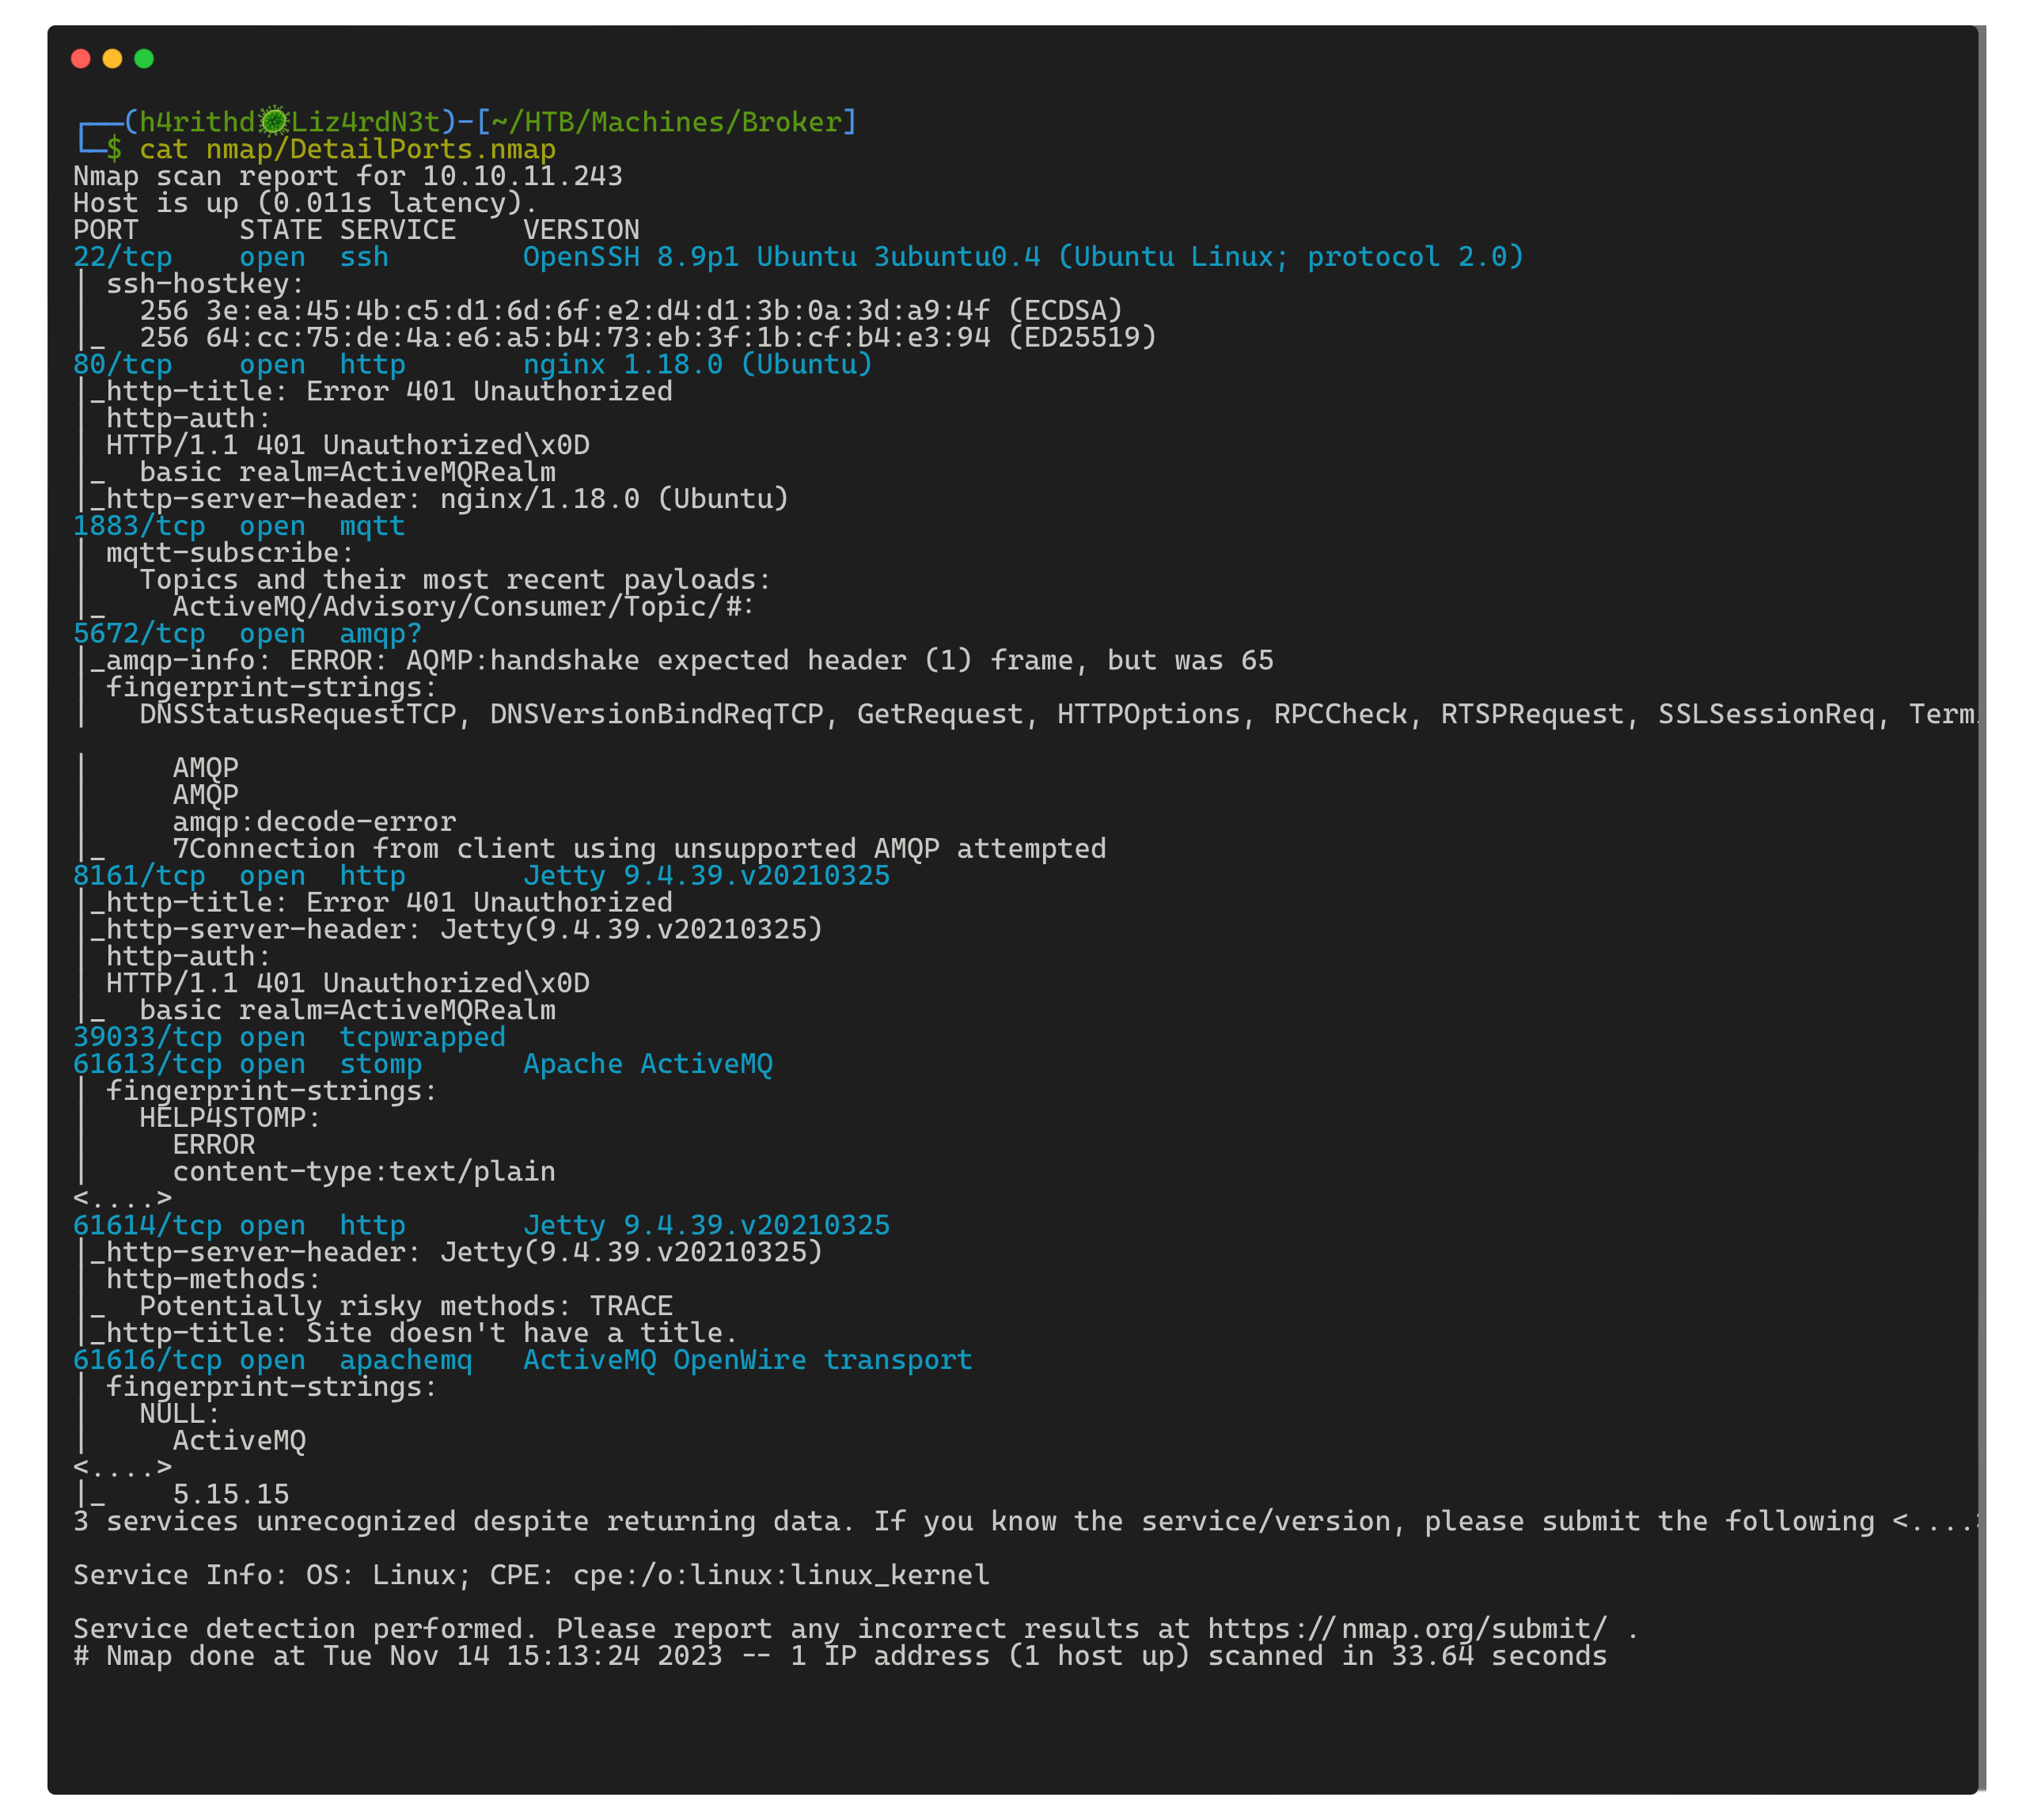 ┌──(h4rithd🦠Liz4rdN3t)-[~/HTB/Machines/Broker]
└─$ cat nmap/DetailPorts.nmap
Nmap scan report for 10.10.11.243
Host is up (0.011s latency).
PORT      STATE SERVICE    VERSION
22/tcp    open  ssh        OpenSSH 8.9p1 Ubuntu 3ubuntu0.4 (Ubuntu Linux; protocol 2.0)
| ssh-hostkey:
|   256 3e:ea:45:4b:c5:d1:6d:6f:e2:d4:d1:3b:0a:3d:a9:4f (ECDSA)
|_  256 64:cc:75:de:4a:e6:a5:b4:73:eb:3f:1b:cf:b4:e3:94 (ED25519)
80/tcp    open  http       nginx 1.18.0 (Ubuntu)
|_http-title: Error 401 Unauthorized
| http-auth:
| HTTP/1.1 401 Unauthorized\x0D
|_  basic realm=ActiveMQRealm
|_http-server-header: nginx/1.18.0 (Ubuntu)
1883/tcp  open  mqtt
| mqtt-subscribe:
|   Topics and their most recent payloads:
|_    ActiveMQ/Advisory/Consumer/Topic/#:
5672/tcp  open  amqp?
|_amqp-info: ERROR: AQMP:handshake expected header (1) frame, but was 65
| fingerprint-strings:
|   DNSStatusRequestTCP, DNSVersionBindReqTCP, GetRequest, HTTPOptions, RPCCheck, RTSPRequest, SSLSessionReq, Term
|     AMQP
|     AMQP
|     amqp:decode-error
|_    7Connection from client using unsupported AMQP attempted
8161/tcp  open  http       Jetty 9.4.39.v20210325
|_http-title: Error 401 Unauthorized
|_http-server-header: Jetty(9.4.39.v20210325)
| http-auth:
| HTTP/1.1 401 Unauthorized\x0D
|_  basic realm=ActiveMQRealm
39033/tcp open  tcpwrapped
61613/tcp open  stomp      Apache ActiveMQ
| fingerprint-strings:
|   HELP4STOMP:
|     ERROR
|     content-type:text/plain
<....>
61614/tcp open  http       Jetty 9.4.39.v20210325
|_http-server-header: Jetty(9.4.39.v20210325)
| http-methods:
|_  Potentially risky methods: TRACE
|_http-title: Site doesn't have a title.
61616/tcp open  apachemq   ActiveMQ OpenWire transport
| fingerprint-strings:
|   NULL:
|     ActiveMQ
<....>
|_    5.15.15
3 services unrecognized despite returning data. If you know the service/version, please submit the following <....>
Service Info: OS: Linux; CPE: cpe:/o:linux:linux_kernel
Service detection performed. Please report any incorrect results at https://nmap.org/submit/ .
# Nmap done at Tue Nov 14 15:13:24 2023 -- 1 IP address (1 host up) scanned in 33.64 seconds